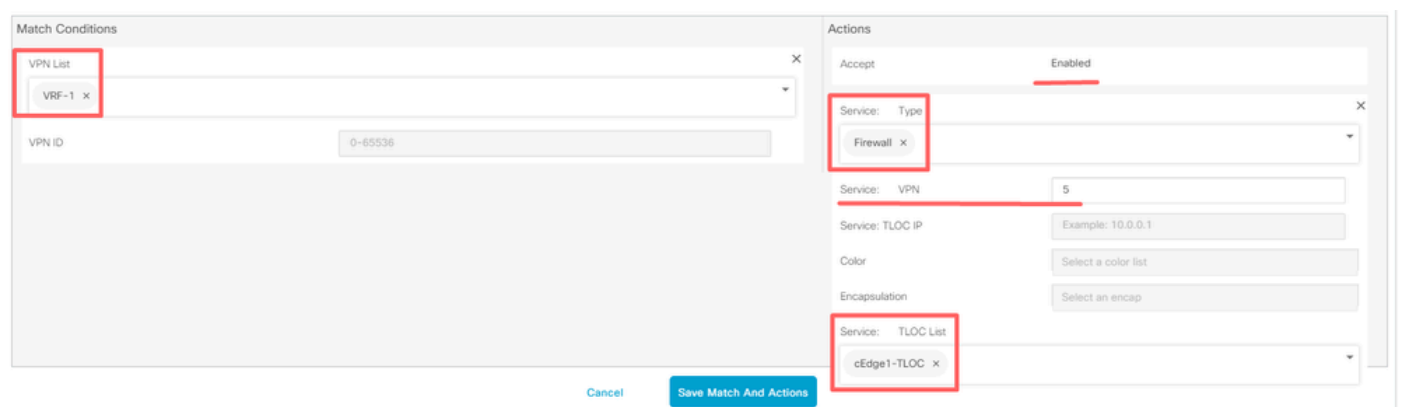 Match Conditions
VPN List
×
VRF-1 ×
VPN ID
0-65536
Actions
Accept
Enabled
Service: Type
×
Firewall ×
Service: VPN
5
Service: TLOC IP
Example: 10.0.0.1
Color
Select a color list
Encapsulation
Select an encap
Service: TLOC List
cEdge1-TLOC ×
Cancel
Save Match And Actions